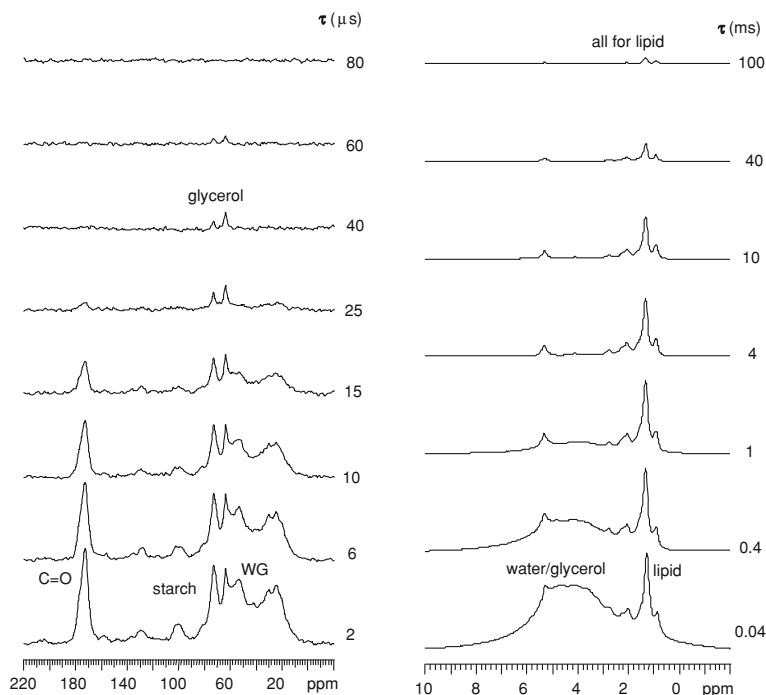 τ (μs)
80
60
glycerol
40
25
15
10
6
C=O
starch
WG
2
220 180 140 100 60 20 ppm
τ (ms)
all for lipid
100
40
10
4
1
0.4
water/glycerol
lipid
0.04
10 8 6 4 2 0 ppm